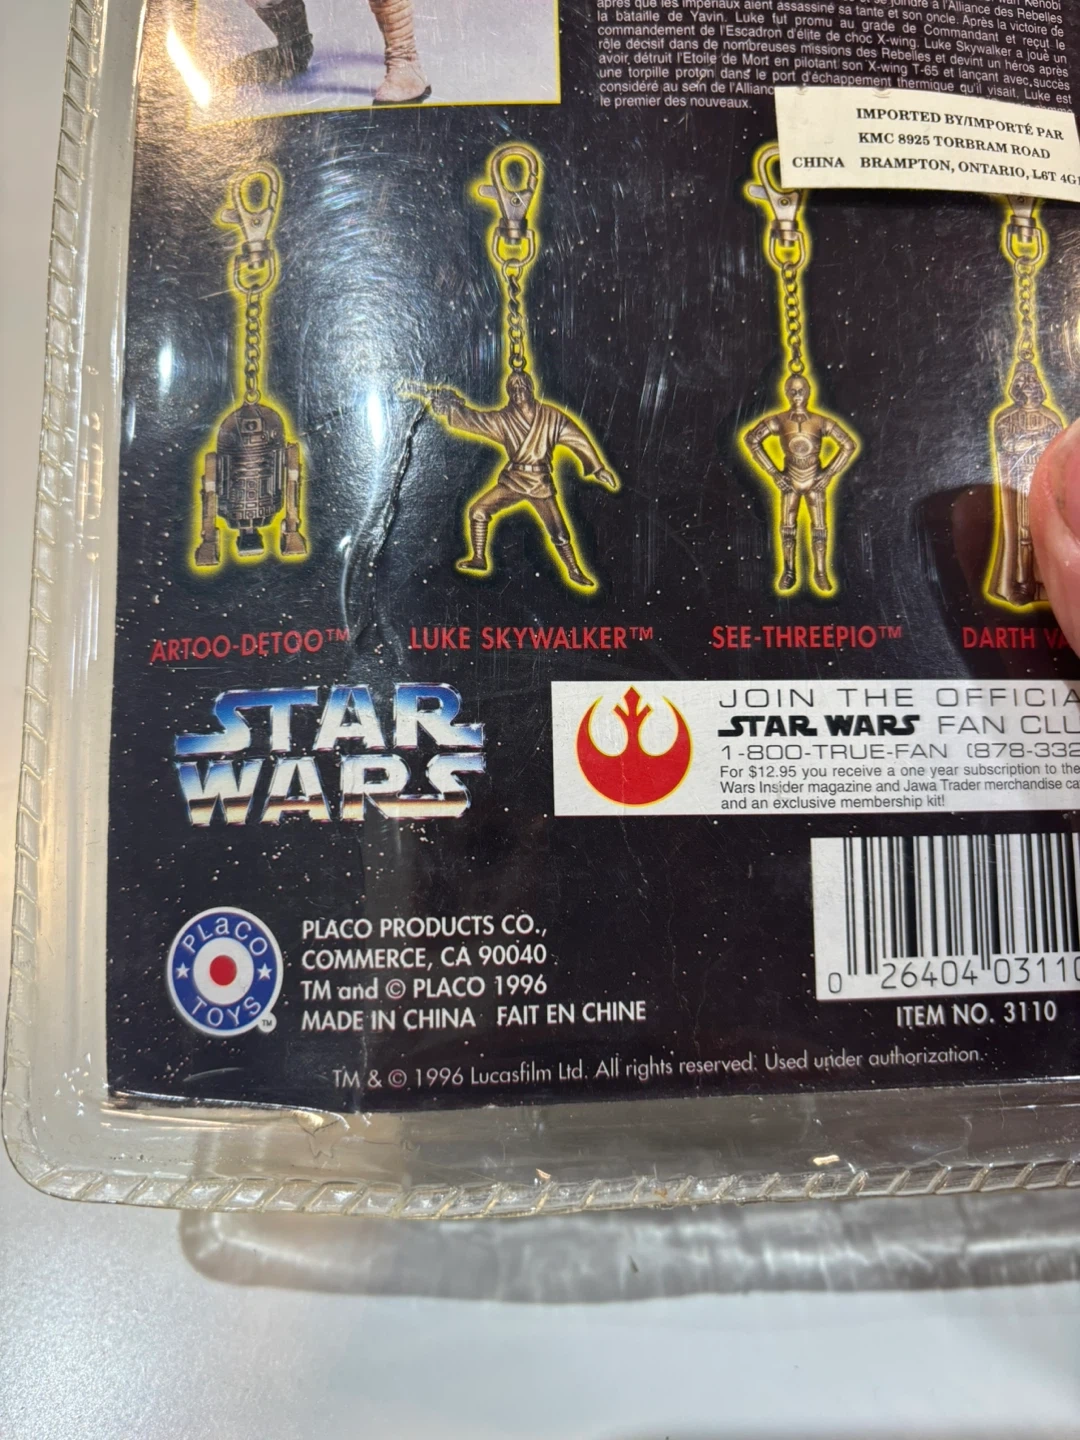 après que les Impériaux aient assassiné sa tante et son oncle. Après la victoire de
la bataille de Yavin. Luke fut promu au grade de Commandant et reçut le
commandement de l'Escadron d'élite de choc X-wing. Luke Skywalker a joué un
rôle décisif dans de nombreuses missions des Rebelles et devint un héros après
avoir détruit l'Etoile de Mort en pilotant son X-wing T-65 et lançant avec succès
une torpille proton dans le port d'échappement thermique qu'il visait. Luke est
considéré au sein de l'Alliance
le premier des nouveaux.
IMPORTED BY/IMPORTÉ PAR
KMC 8925 TORBRAM ROAD
CHINA BRAMPTON, ONTARIO, L6T 4G1
ARTOO-DETOO™ LUKE SKYWALKER™ SEE-THREEPIO™ DARTH
STAR
WARS
JOIN THE OFFICIA
STAR WARS FAN CLU
1-800-TRUE-FAN (878-332
For $12.95 you receive a one year subscription to the
Wars Insider magazine and Jawa Trader merchandise ca
and an exclusive membership kit!
PLACO
TOYS™
PLACO PRODUCTS CO.,
COMMERCE, CA 90040
TM and © PLACO 1996
MADE IN CHINA FAIT EN CHINE
0 26404 03110
ITEM NO. 3110
TM & © 1996 Lucasfilm Ltd. All rights reserved. Used under authorization.